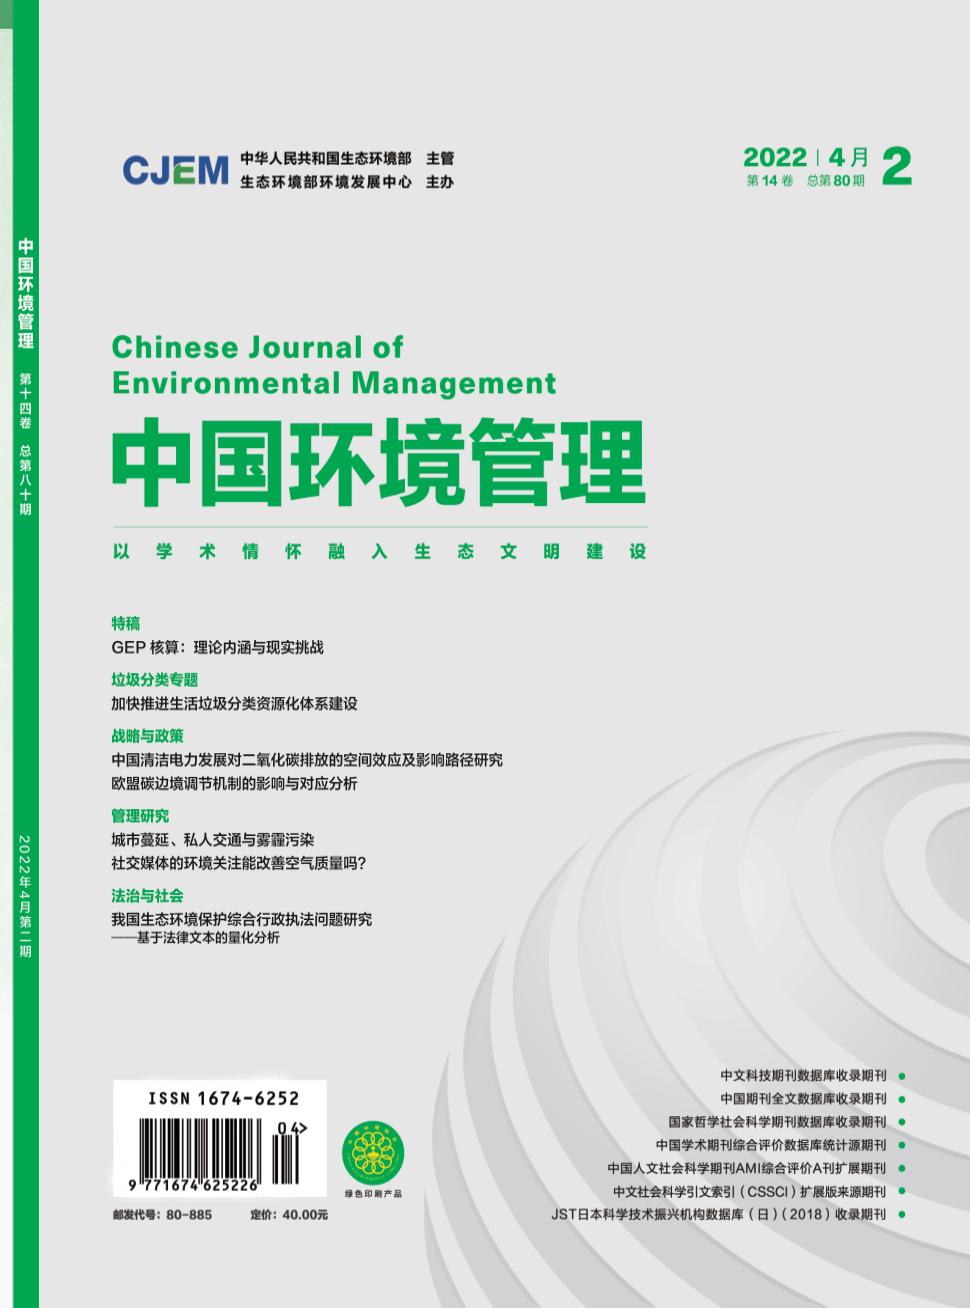 CJEM
中华人民共和国生态环境部 主管
生态环境部环境发展中心 主办
2022 | 4 月
第 14 卷 总第 80 期
2
Chinese Journal of
Environmental Management
中国环境管理
以学术情怀融入生态文明建设
特稿
GEP 核算：理论内涵与现实挑战
垃圾分类专题
加快推进生活垃圾分类资源化体系建设
战略与政策
中国清洁电力发展对二氧化碳排放的空间效应及影响路径研究
欧盟碳边境调节机制的影响与对应分析
管理研究
城市蔓延、私人交通与雾霾污染
社交媒体的环境关注能改善空气质量吗？
法治与社会
我国生态环境保护综合行政执法问题研究
——基于法律文本的量化分析
中文科技期刊数据库收录期刊
中国期刊全文数据库收录期刊
国家哲学社会科学期刊数据库收录期刊
中国学术期刊综合评价数据库统计源期刊
中国人文社会科学期刊AMI综合评价A刊扩展期刊
中文社会科学引文索引（CSSCI）扩展版来源期刊
JST日本科学技术振兴机构数据库（日）（2018）收录期刊
ISSN 1674-6252
04>
9 771674 625226
绿色印刷产品
邮发代号：80-885 定价：40.00元
中国环境管理 第十四卷 总第八十期 2022年4月第二期